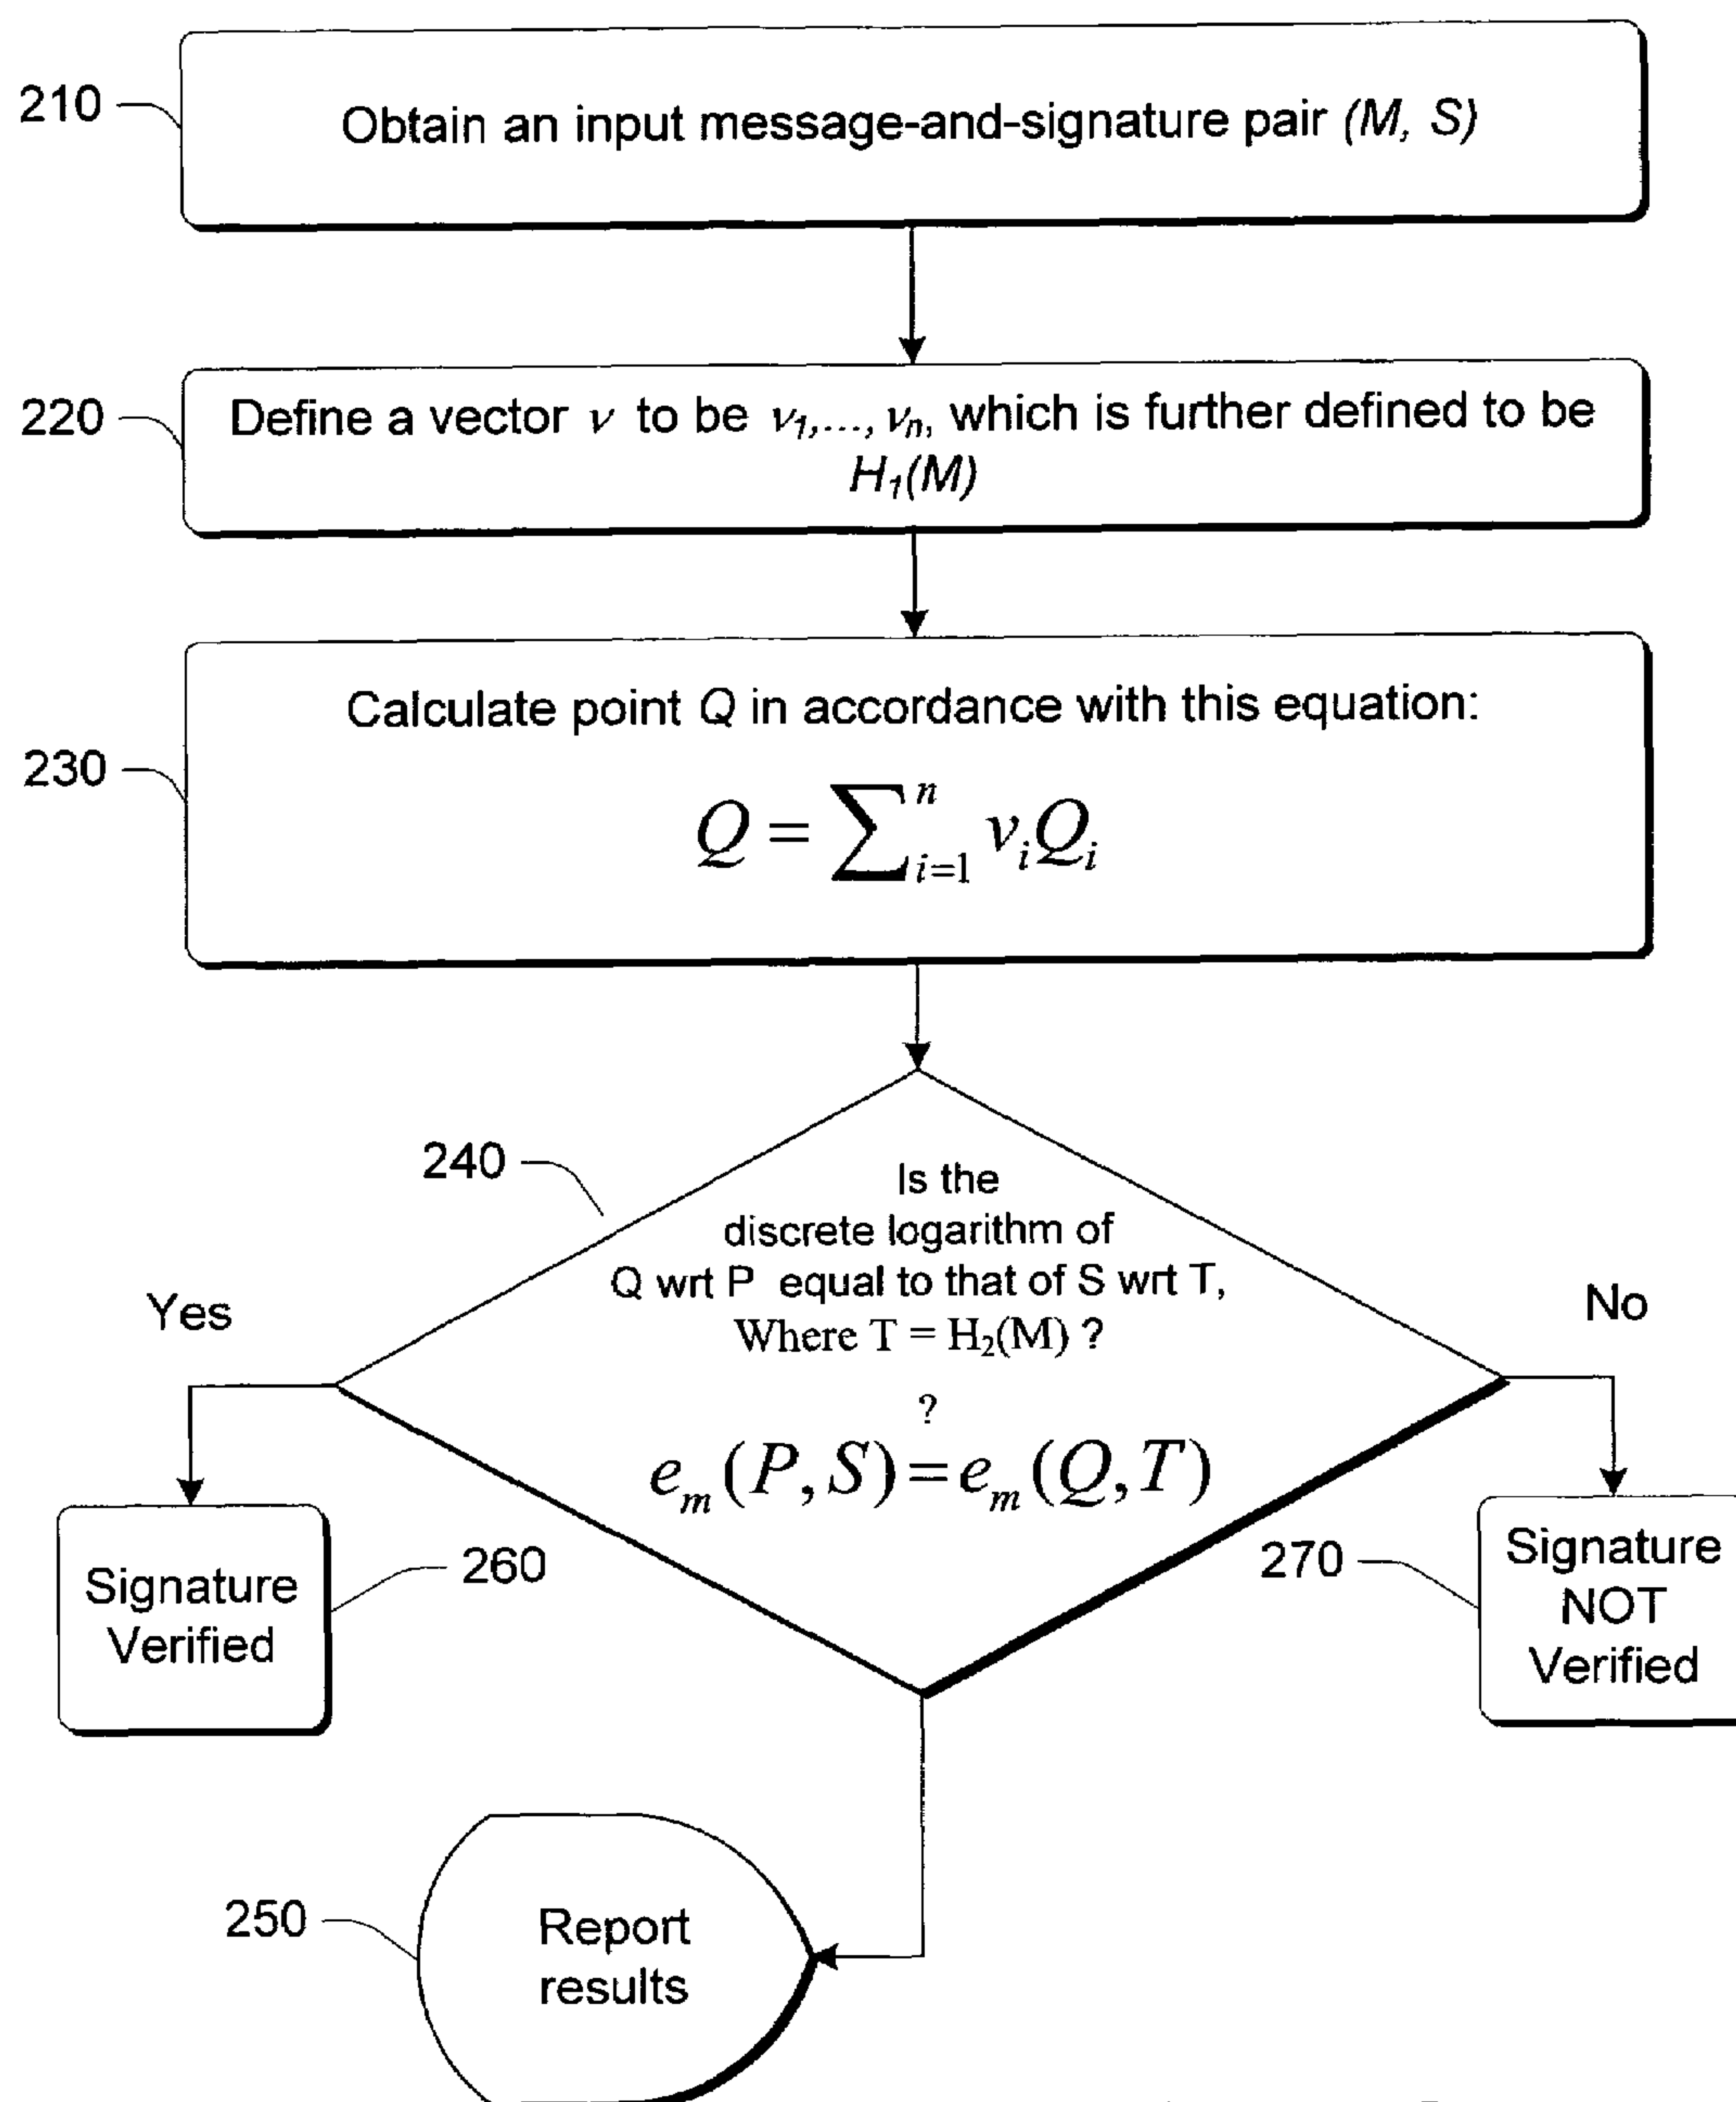 210
Obtain an input message-and-signature pair (M, S)
220
Define a vector v to be v₁,..., vₙ, which is further defined to be
H₁(M)
230
Calculate point Q in accordance with this equation:
Q = ∑ⁿᵢ₌₁ vᵢQᵢ
240
Is the
discrete logarithm of
Q wrt P equal to that of S wrt T,
Where T = H₂(M) ?
?
eₘ(P, S) = eₘ(Q, T)
Yes
No
Signature
Verified
260
270
Signature
NOT
Verified
250
Report
results